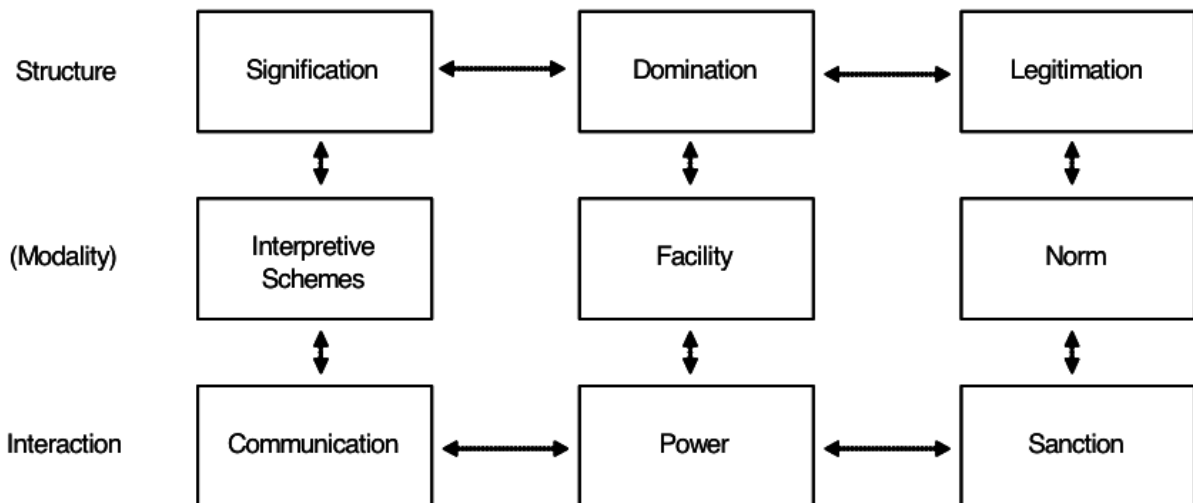 Structure
Signification
Domination
Legitimation
(Modality)
Interpretive
Schemes
Facility
Norm
Interaction
Communication
Power
Sanction